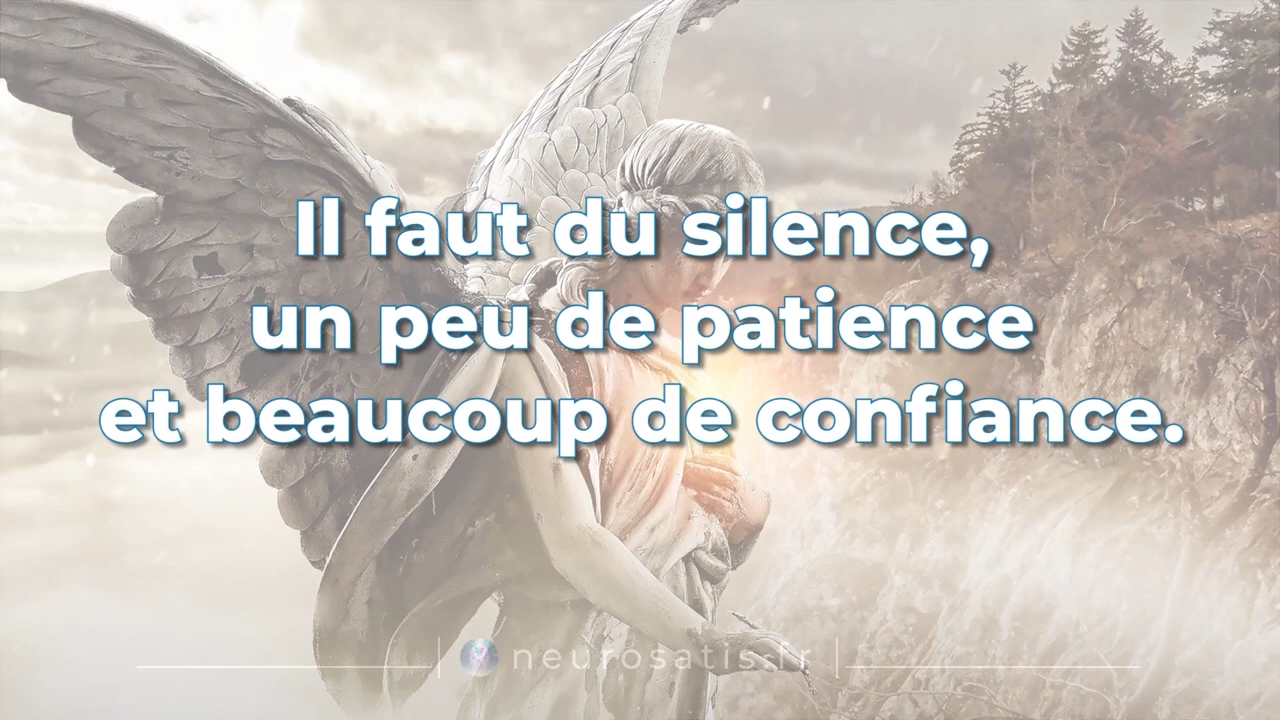 Il faut du silence,
un peu de patience
et beaucoup de confiance.
neurosatis.fr